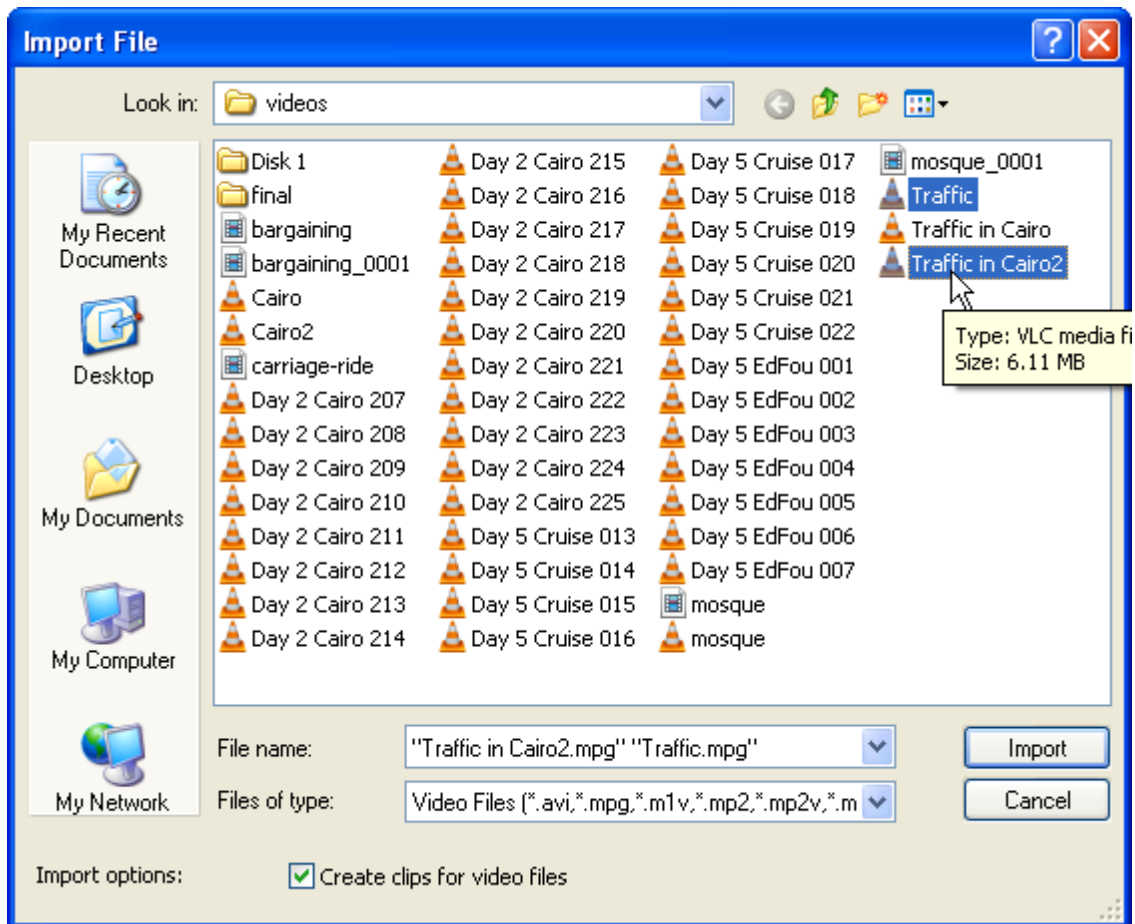 Import File
Look in:
videos
My Recent
Documents
Desktop
My Documents
My Computer
My Network
Disk 1
final
bargaining
bargaining_0001
Cairo
Cairo2
carriage-ride
Day 2 Cairo 207
Day 2 Cairo 208
Day 2 Cairo 209
Day 2 Cairo 210
Day 2 Cairo 211
Day 2 Cairo 212
Day 2 Cairo 213
Day 2 Cairo 214
Day 2 Cairo 215
Day 2 Cairo 216
Day 2 Cairo 217
Day 2 Cairo 218
Day 2 Cairo 219
Day 2 Cairo 220
Day 2 Cairo 221
Day 2 Cairo 222
Day 2 Cairo 223
Day 2 Cairo 224
Day 2 Cairo 225
Day 5 Cruise 013
Day 5 Cruise 014
Day 5 Cruise 015
Day 5 Cruise 016
Day 5 Cruise 017
Day 5 Cruise 018
Day 5 Cruise 019
Day 5 Cruise 020
Day 5 Cruise 021
Day 5 Cruise 022
Day 5 EdFou 001
Day 5 EdFou 002
Day 5 EdFou 003
Day 5 EdFou 004
Day 5 EdFou 005
Day 5 EdFou 006
Day 5 EdFou 007
mosque
mosque
mosque_0001
Traffic
Traffic in Cairo
Traffic in Cairo2
Type: VLC media fi
Size: 6.11 MB
File name:
"Traffic in Cairo2.mpg" "Traffic.mpg"
Import
Files of type:
Video Files (*.avi,*.mpg,*.m1v,*.mp2,*.mp2v,*.m
Cancel
Import options:
Create clips for video files